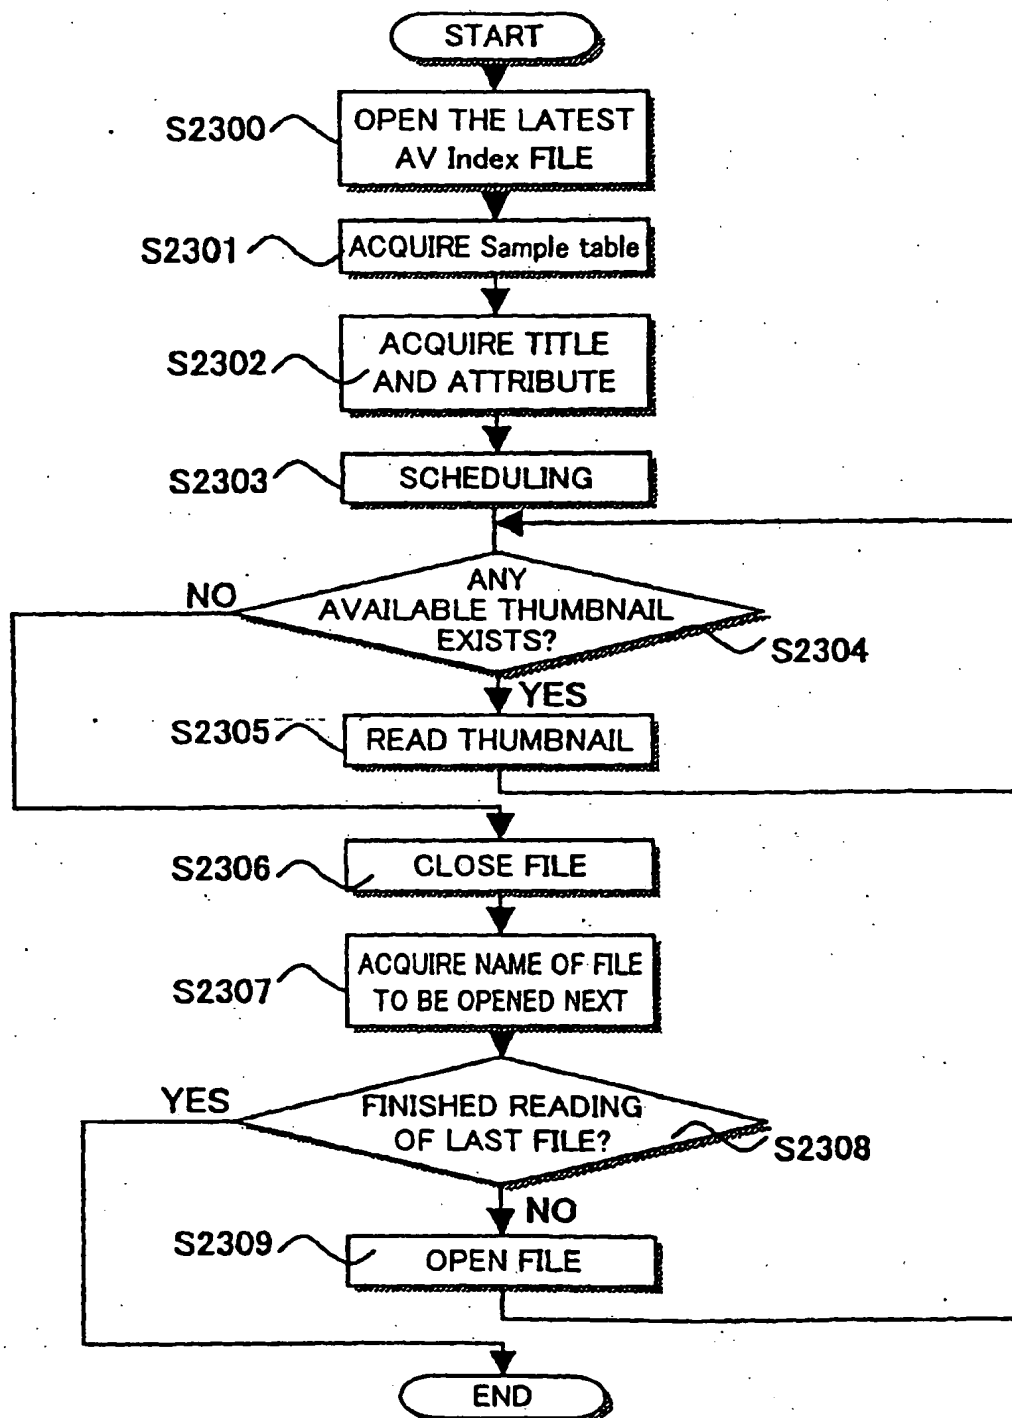 START
S2300
OPEN THE LATEST
AV Index FILE
S2301
ACQUIRE Sample table
S2302
ACQUIRE TITLE
AND ATTRIBUTE
S2303
SCHEDULING
NO
ANY
AVAILABLE THUMBNAIL
EXISTS?
S2304
YES
S2305
READ THUMBNAIL
S2306
CLOSE FILE
S2307
ACQUIRE NAME OF FILE
TO BE OPENED NEXT
YES
FINISHED READING
OF LAST FILE?
S2308
NO
S2309
OPEN FILE
END